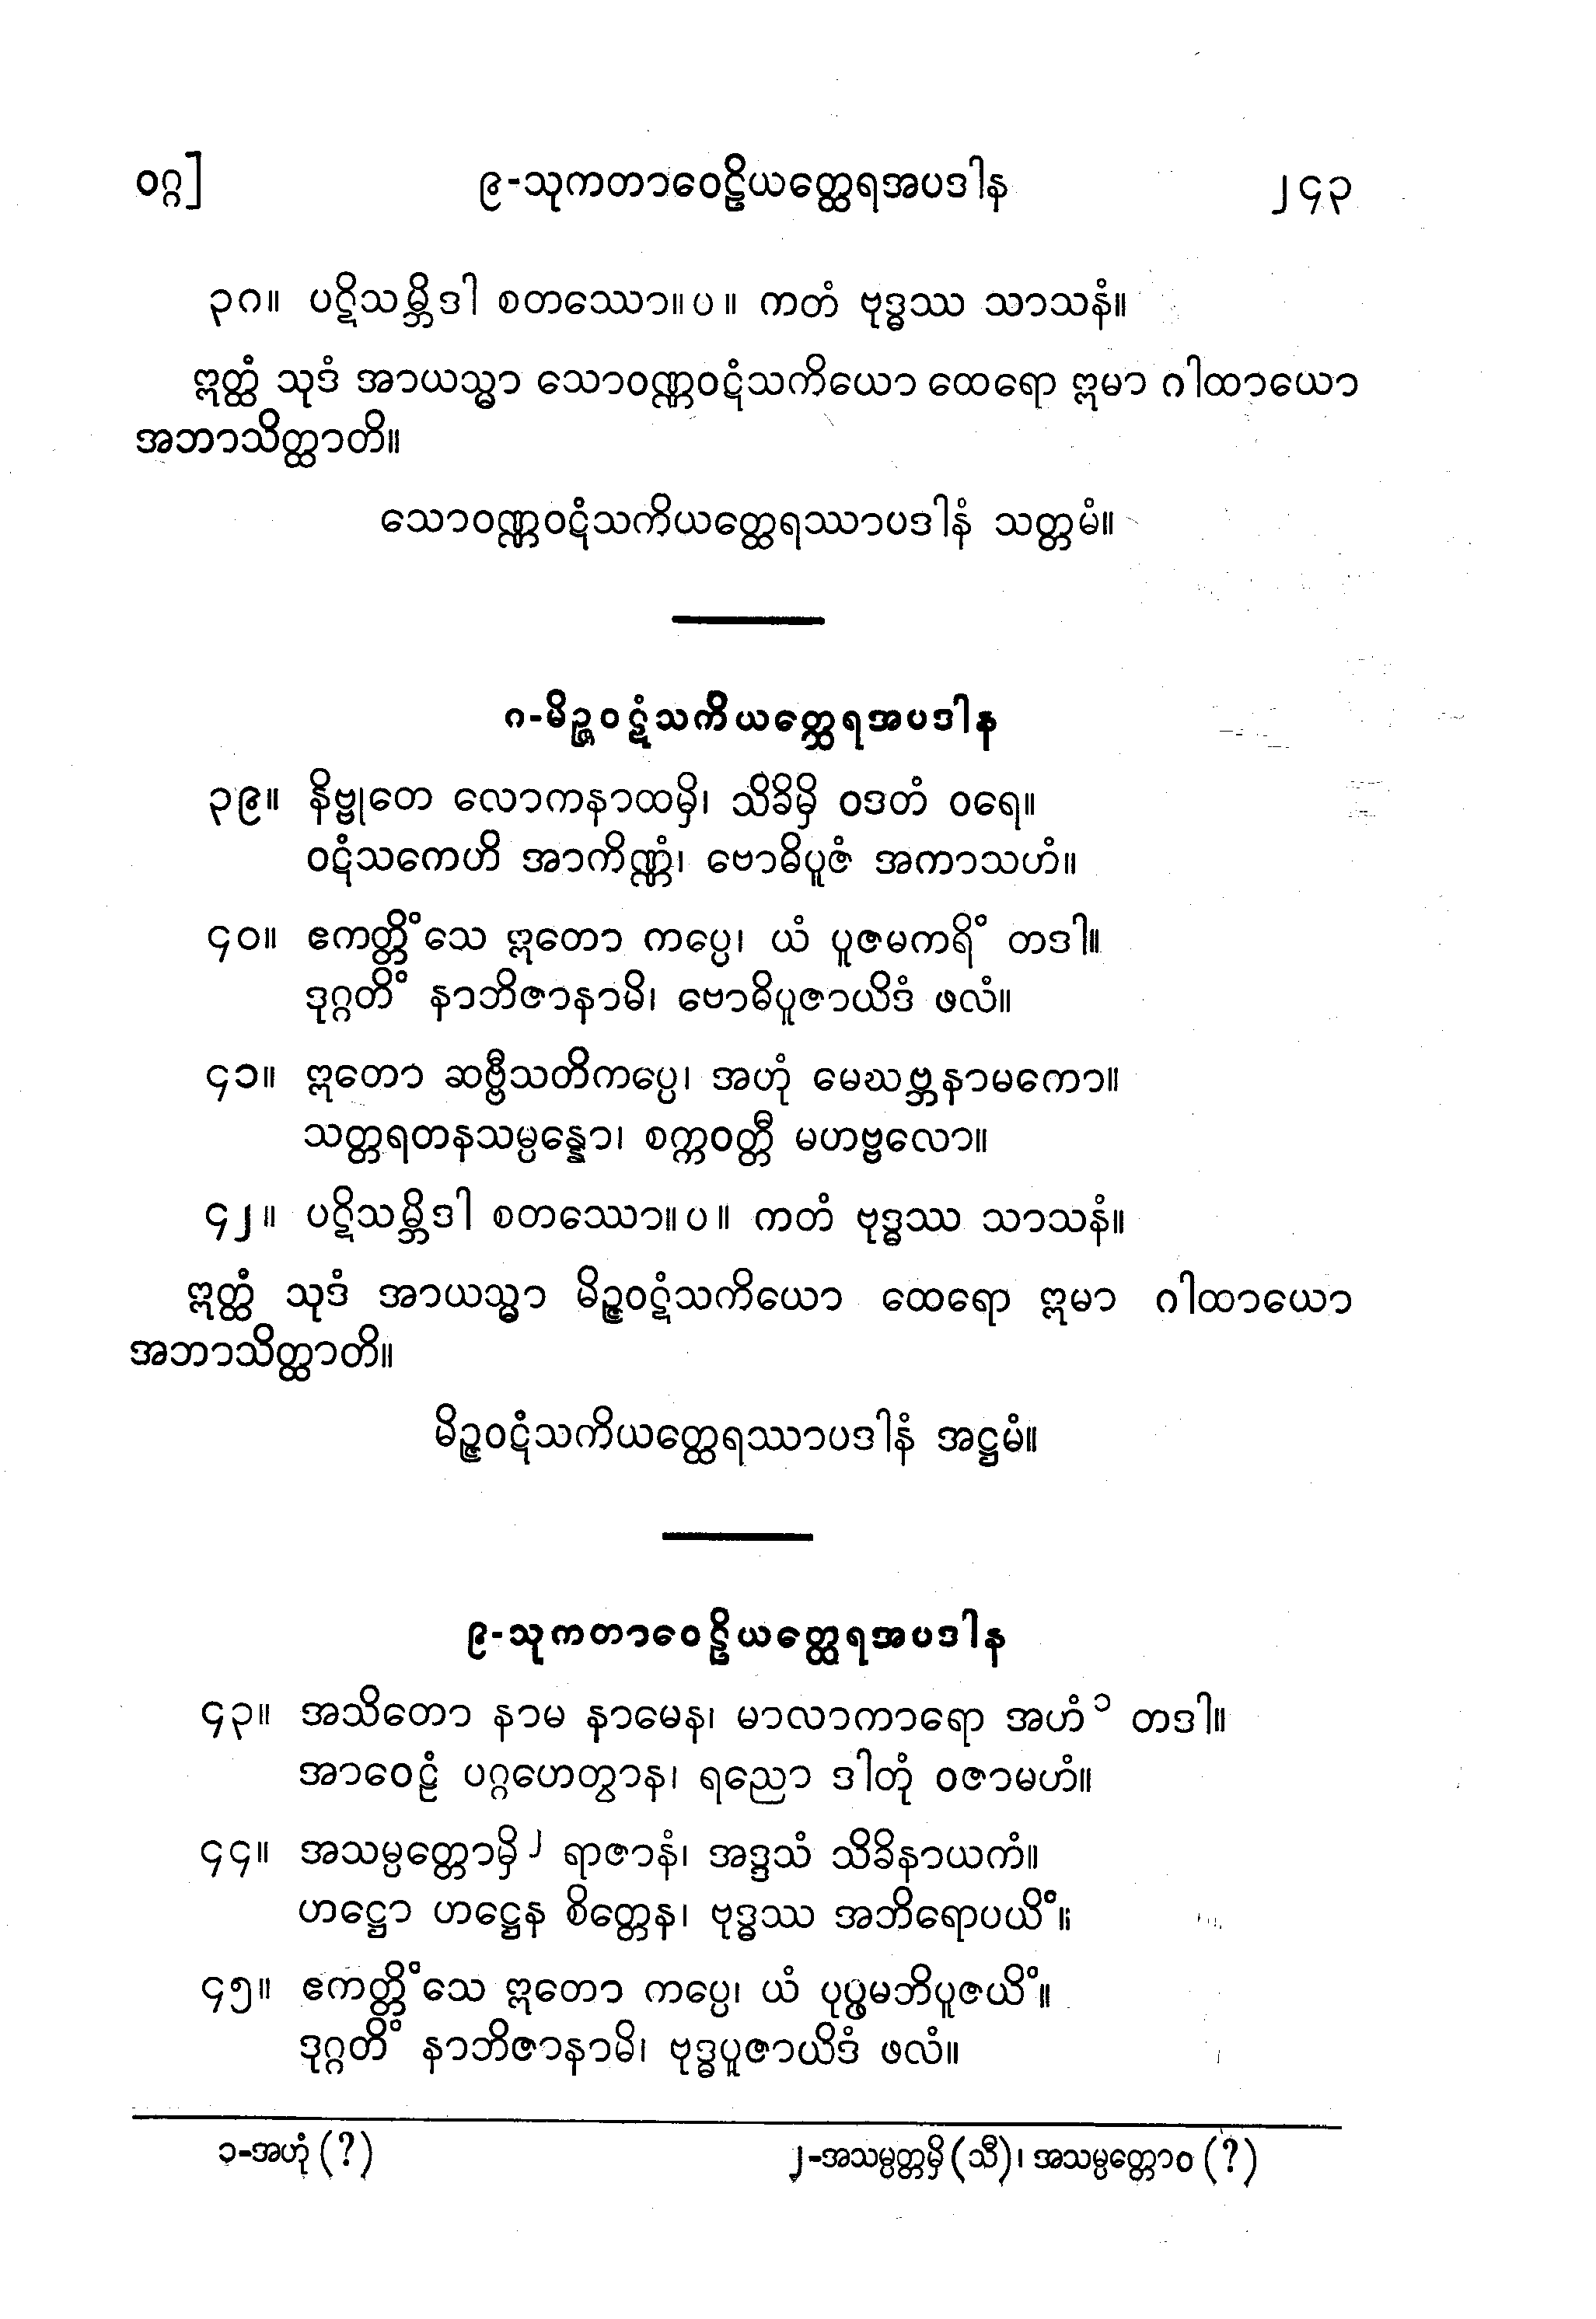 ဝဂ္ဂ] ၉-သုကတာဝေဠိယတ္ထေရအပဒါန ၂၄၃
၃၈။ ပဋိသမ္ဘိဒါ စတသ္သော။ပ။ ကတံ ဗုဒ္ဓဿ သာသနံ။
ဣတ္ထံ သုဒံ အာယသ္မာ သောဝဏ္ဏဝဋံသကိယော ထေရော ဣမာ ဂါထာယော
အဘာသိတ္ထာတိ။
သောဝဏ္ဏဝဋံသကိယတ္ထေရဿာပဒါနံ သတ္တမံ။
၈-မိဉ္ဇဝဋံသကိယတ္ထေရအပဒါန
၃၉။ နိဗ္ဗုတေ လောကနာထမှိ၊ သိခိမှိ ဝဒတံ ဝရေ။
ဝဋံသကေဟိ အာကိဏ္ဏံ၊ ဗောဓိပူဇံ အကာသဟံ။
၄၀။ ဧကတ္တိံသေ ဣတော ကပ္ပေ၊ ယံ ပူဇမကရိံ တဒါ။
ဒုဂ္ဂတိံ နာဘိဇာနာမိ၊ ဗောဓိပူဇာယိဒံ ဖလံ။
၄၁။ ဣတော ဆဗ္ဗီသတိကပ္ပေ၊ အဟုံ မေဃဗ္ဘနာမကော။
သတ္တရတနသမ္ပန္နော၊ စက္ကဝတ္တီ မဟဗ္ဗလော။
၄၂။ ပဋိသမ္ဘိဒါ စတဿော။ပ။ ကတံ ဗုဒ္ဓဿ သာသနံ။
ဣတ္ထံ သုဒံ အာယသ္မာ မိဉ္ဇဝဋံသကိယော ထေရော ဣမာ ဂါထာယော
အဘာသိတ္ထာတိ။
မိဉ္ဇဝဋံသကိယတ္ထေရဿာပဒါနံ အဋ္ဌမံ။
၉-သုကတာဝေဠိယတ္ထေရအပဒါန
၄၃။ အသိတော နာမ နာမေန၊ မာလာကာရော အဟံ ၁ တဒါ။
အာဝေဠံ ပဂ္ဂဟေတွာန၊ ရညော ဒါတုံ ဝဇာမဟံ။
၄၄။ အသမ္ပတ္တောမှိ ၂ ရာဇာနံ၊ အဒ္ဒသံ သိခိနာယကံ။
ဟဋ္ဌော ဟဋ္ဌေန စိတ္တေန၊ ဗုဒ္ဓဿ အဘိရောပယိံ။
၄၅။ ဧကတ္တိံသေ ဣတော ကပ္ပေ၊ ယံ ပုပ္ဖမဘိပူဇယိံ။
ဒုဂ္ဂတိံ နာဘိဇာနာမိ၊ ဗုဒ္ဓပူဇာယိဒံ ဖလံ။
၁-အဟုံ (?) ၂-အသမ္ပတ္တမှိ (သီ)၊ အသမ္ပတ္တော၀ (?)